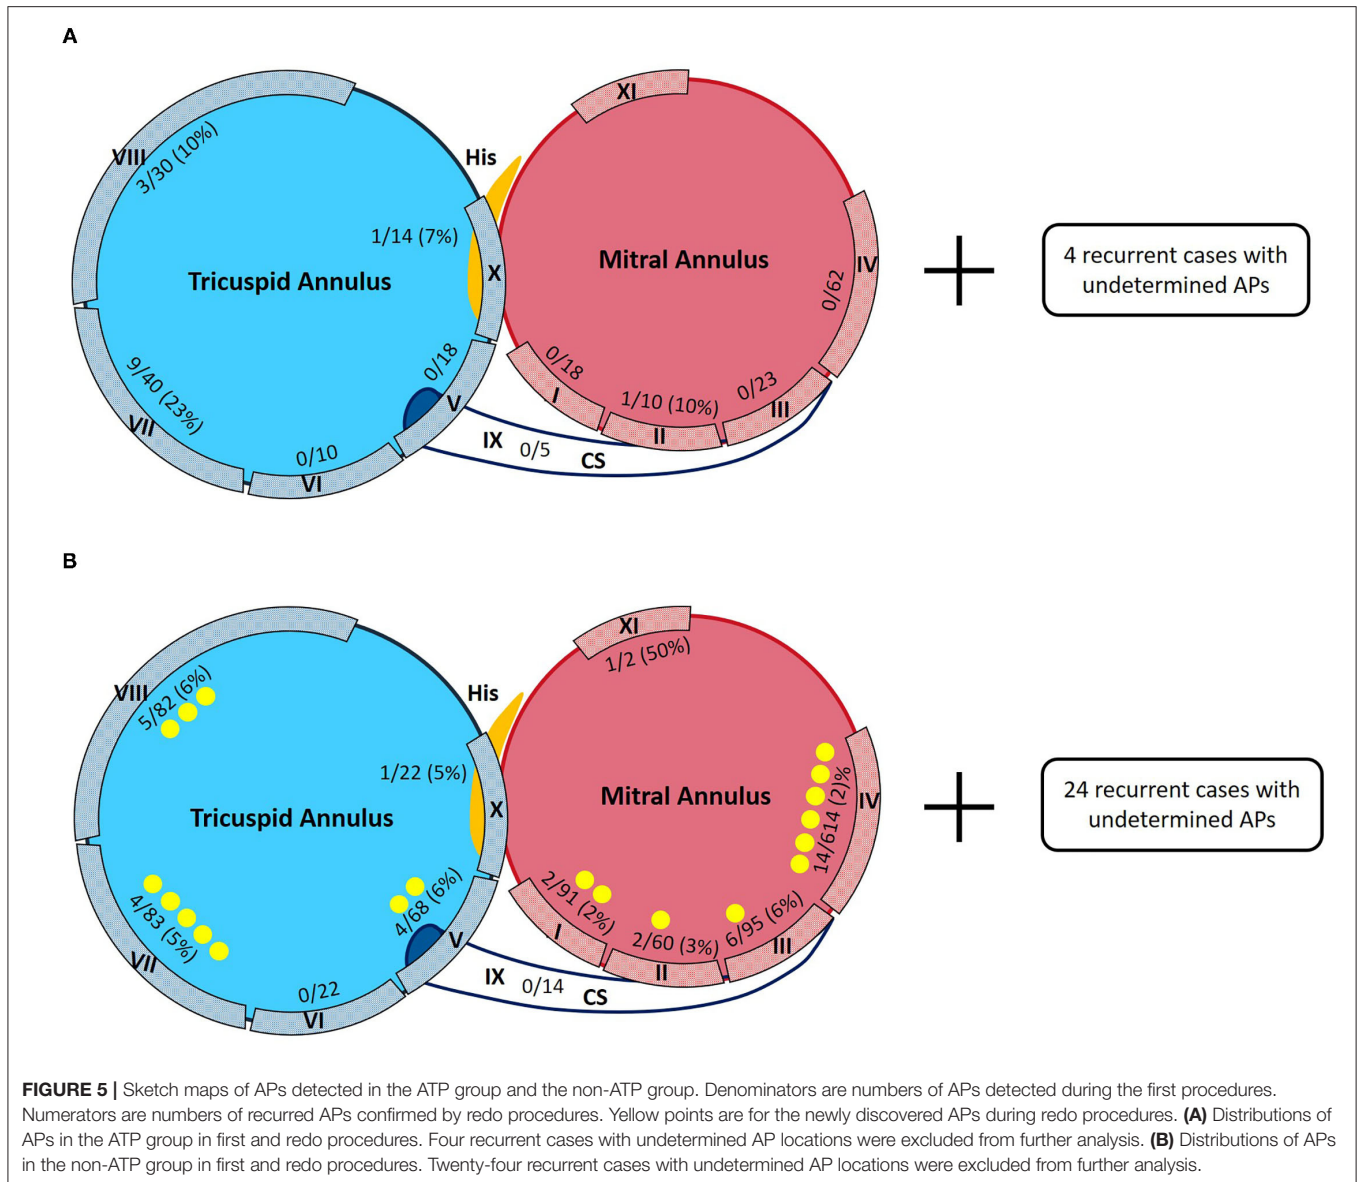 A
XI
VIII
3/30 (10%)
His
1/14 (7%)
IV
Mitral Annulus
X
Tricuspid Annulus
0/62
4 recurrent cases with
undetermined APs
0/18
0/18
9/40 (23%)
1/10 (10%)
0/23
I
V
III
VII
II
IX
0/5
CS
0/10
VI
B
XI
1/2 (50%)
VIII
5/82 (6%)
His
1/22 (5%)
IV
Mitral Annulus
X
Tricuspid Annulus
14/614 (2)%
24 recurrent cases with
undetermined APs
2/91 (2%)
4/68 (6%)
4/83 (5%)
2/60 (3%)
6/95 (6%)
I
V
III
VII
II
IX
0/14
CS
0/22
VI
FIGURE 5 | Sketch maps of APs detected in the ATP group and the non-ATP group. Denominators are numbers of APs detected during the first procedures.
Numerators are numbers of recurred APs confirmed by redo procedures. Yellow points are for the newly discovered APs during redo procedures. (A) Distributions of
APs in the ATP group in first and redo procedures. Four recurrent cases with undetermined AP locations were excluded from further analysis. (B) Distributions of APs
in the non-ATP group in first and redo procedures. Twenty-four recurrent cases with undetermined AP locations were excluded from further analysis.